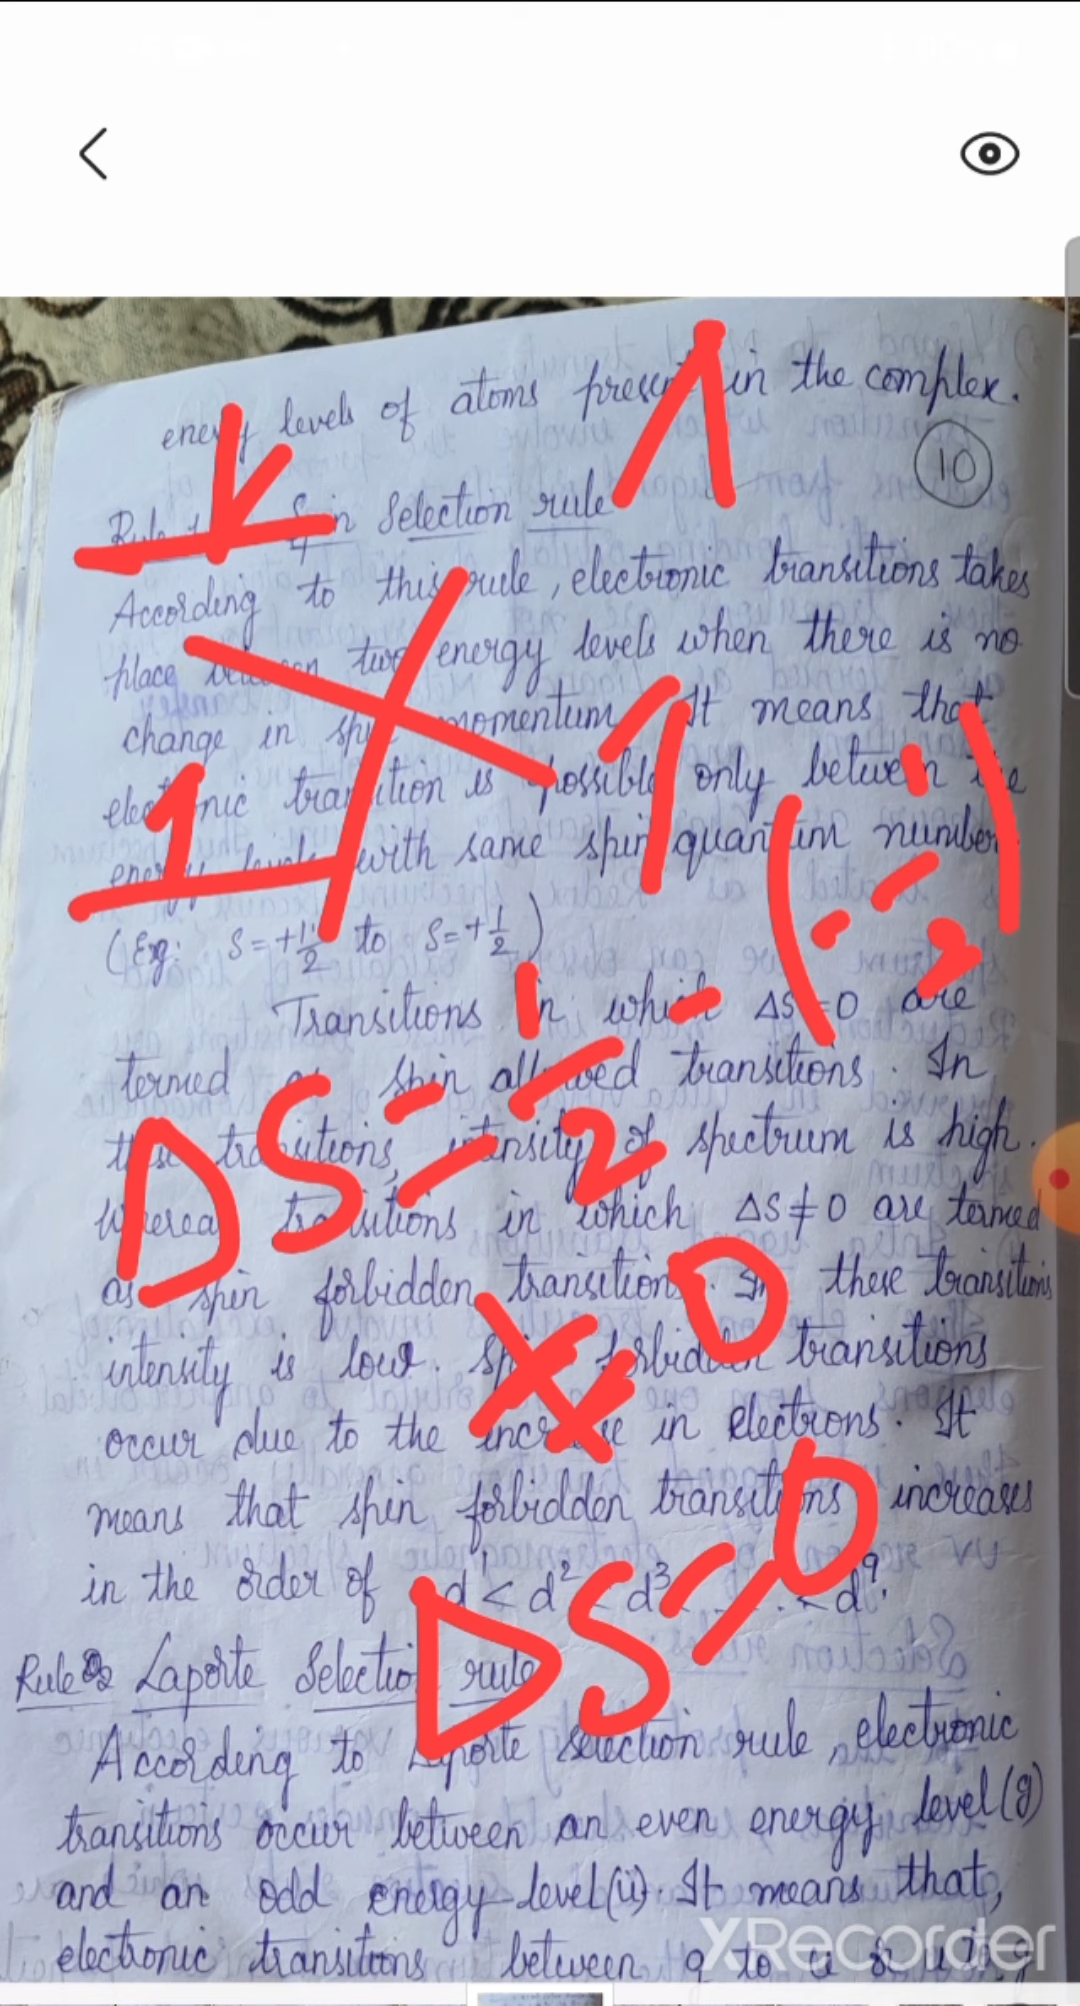 energy levels of atoms present in the complex.
10
Rule 1 Spin Selection rule
According to this rule, electronic transitions takes
place between two energy levels when there is no
change in spin momentum. It means that
electronic transition is possible only between the
energy levels with same spin quantum number
(Eg: S=+1/2 to S=+1/2)
Transitions in which ΔS=0 are
termed as spin allowed transitions. In
these transitions, intensity of spectrum is high.
Whereas transitions in which ΔS≠0 are termed
as spin forbidden transitions. In these transitions
intensity is low. Spin forbidden transitions
occur due to the increase in electrons. It
means that spin forbidden transitions increases
in the order of d¹ < d² < d³ ... < d⁹.
Rule 2 Laporte Selection rule
According to Laporte selection rule, electronic
transitions occur between an even energy level(g)
and an odd energy level(u). It means that,
electronic transitions between g to u & u to g
1
1
1
(-1/2)
ΔS = 1/2 -
0
ΔS = 0
XRecorder